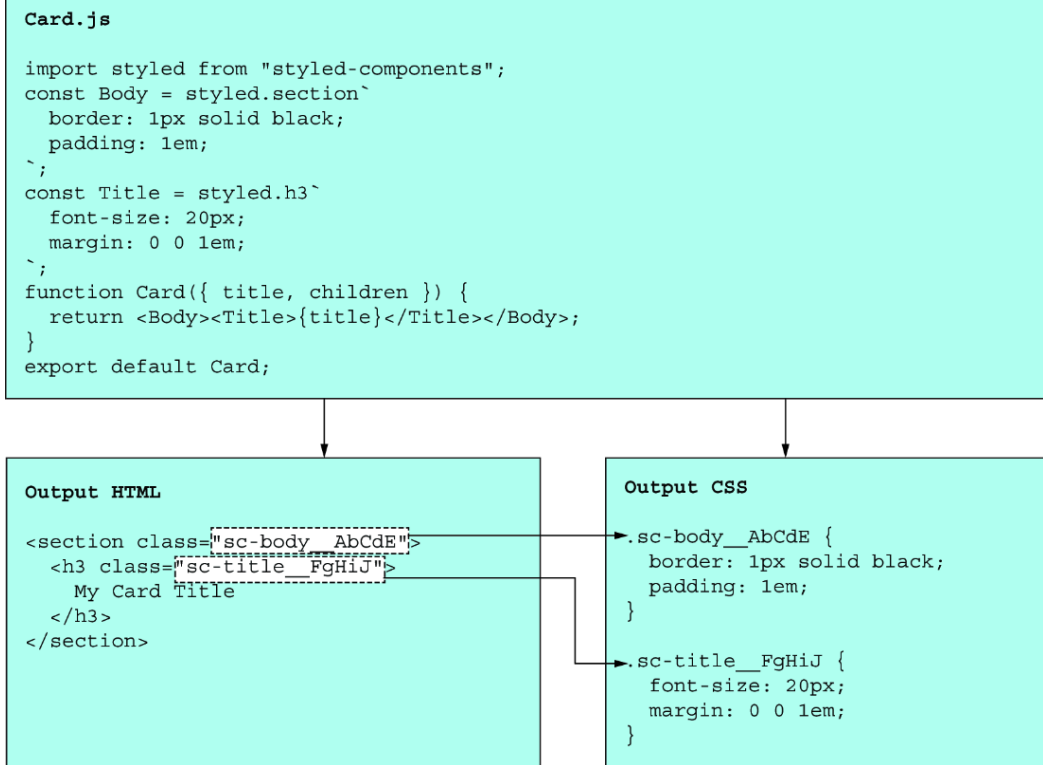 Card.js
import styled from "styled-components";
const Body = styled.section`
  border: 1px solid black;
  padding: 1em;
`;
const Title = styled.h3`
  font-size: 20px;
  margin: 0 0 1em;
`;
function Card({ title, children }) {
  return <Body><Title>{title}</Title></Body>;
}
export default Card;
Output HTML
<section class="sc-body__AbCdE">
  <h3 class="sc-title__FgHiJ">
    My Card Title
  </h3>
</section>
Output CSS
.sc-body__AbCdE {
  border: 1px solid black;
  padding: 1em;
}
.sc-title__FgHiJ {
  font-size: 20px;
  margin: 0 0 1em;
}